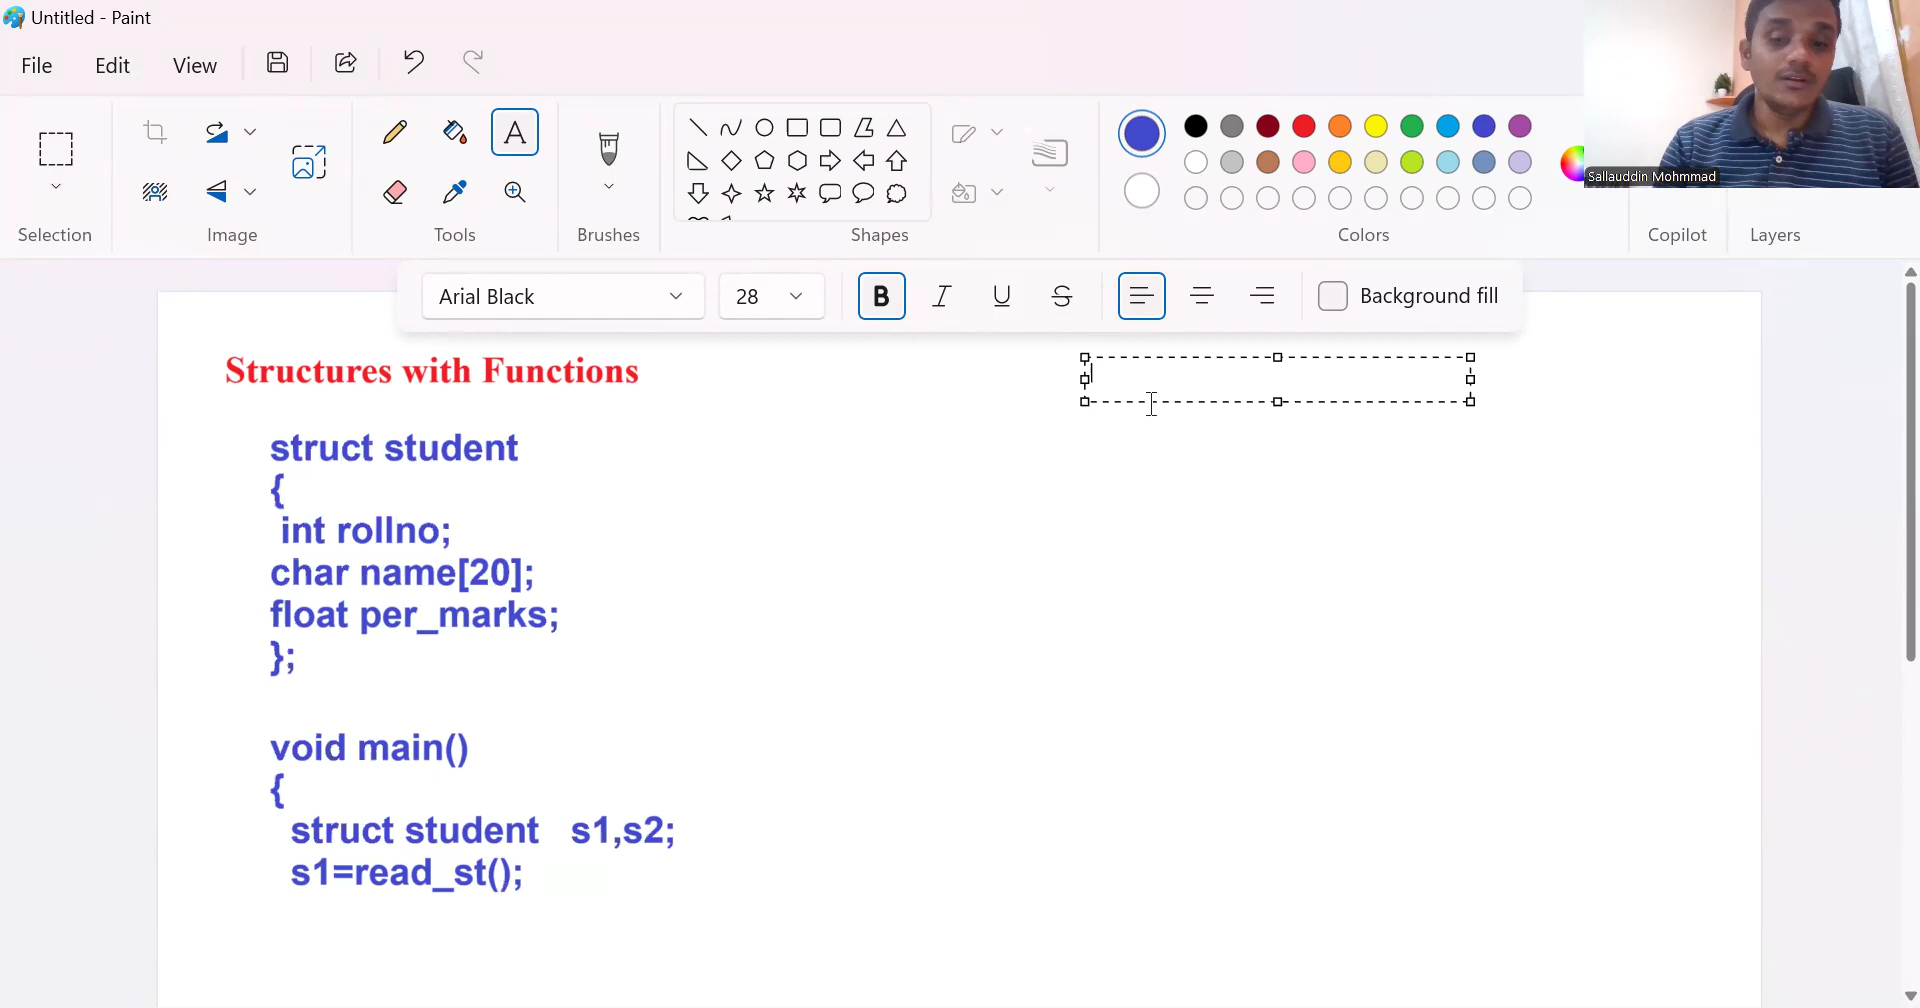 Untitled - Paint
File Edit View
Selection
Image
Tools
Brushes
Shapes
Colors
Copilot
Layers
Sallauddin Mohmmad
Arial Black
28
B
Background fill
Structures with Functions
struct student
{
int rollno;
char name[20];
float per_marks;
};
void main()
{
struct student s1,s2;
s1=read_st();